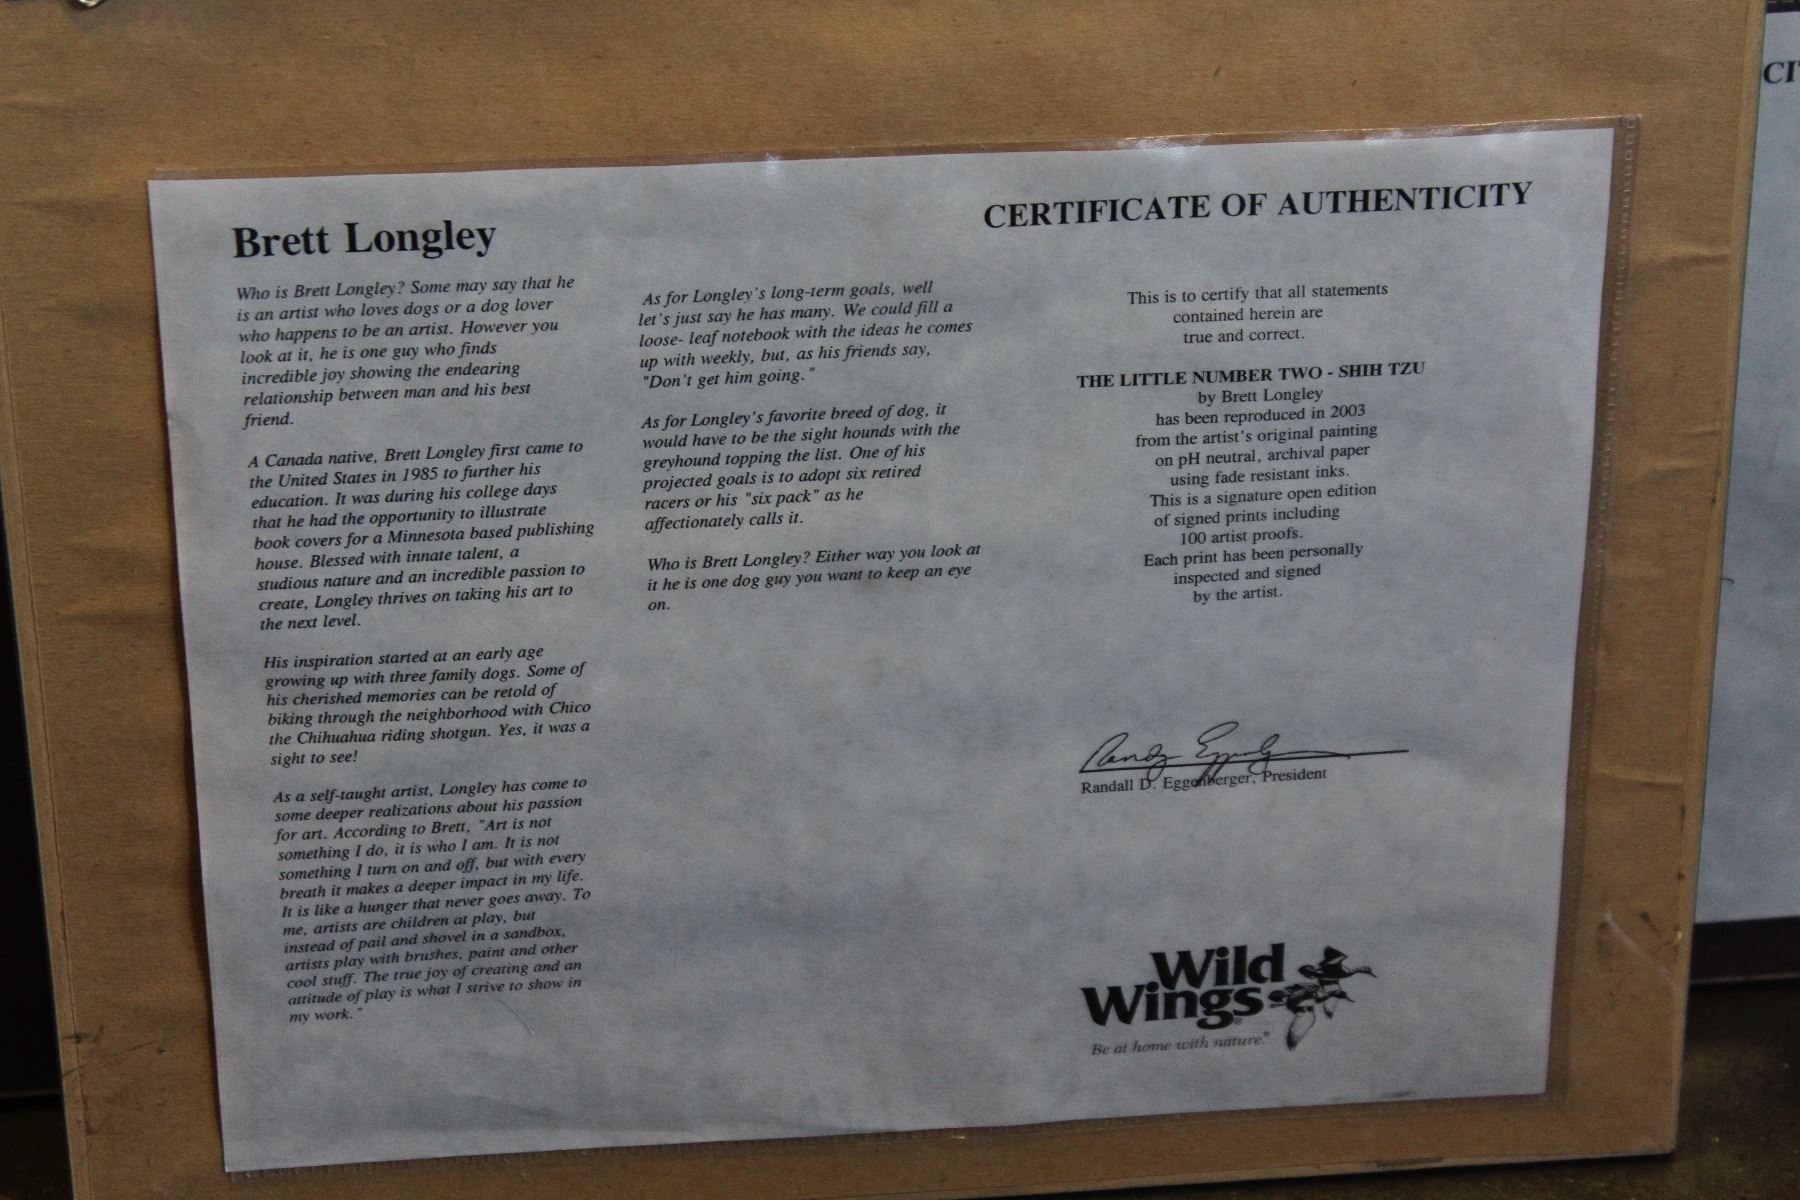 Brett Longley
Who is Brett Longley? Some may say that he
is an artist who loves dogs or a dog lover
who happens to be an artist. However you
look at it, he is one guy who finds
incredible joy showing the endearing
relationship between man and his best
friend.
A Canada native, Brett Longley first came to
the United States in 1985 to further his
education. It was during his college days
that he had the opportunity to illustrate
book covers for a Minnesota based publishing
house. Blessed with innate talent, a
studious nature and an incredible passion to
create, Longley thrives on taking his art to
the next level.
His inspiration started at an early age
growing up with three family dogs. Some of
his cherished memories can be retold of
biking through the neighborhood with Chico
the Chihuahua riding shotgun. Yes, it was a
sight to see!
As a self-taught artist, Longley has come to
some deeper realizations about his passion
for art. According to Brett, "Art is not
something I do, it is who I am. It is not
something I turn on and off, but with every
breath it makes a deeper impact in my life.
It is like a hunger that never goes away. To
me, artists are children at play, but
instead of pail and shovel in a sandbox,
artists play with brushes, paint and other
cool stuff. The true joy of creating and an
attitude of play is what I strive to show in
my work."
As for Longley's long-term goals, well
let's just say he has many. We could fill a
loose- leaf notebook with the ideas he comes
up with weekly, but, as his friends say,
"Don't get him going."
As for Longley's favorite breed of dog, it
would have to be the sight hounds with the
greyhound topping the list. One of his
projected goals is to adopt six retired
racers or his "six pack" as he
affectionately calls it.
Who is Brett Longley? Either way you look at
it he is one dog guy you want to keep an eye
on.
CERTIFICATE OF AUTHENTICITY
This is to certify that all statements
contained herein are
true and correct.
THE LITTLE NUMBER TWO - SHIH TZU
by Brett Longley
has been reproduced in 2003
from the artist's original painting
on pH neutral, archival paper
using fade resistant inks.
This is a signature open edition
of signed prints including
100 artist proofs.
Each print has been personally
inspected and signed
by the artist.
Randall D. Eggenberger, President
Wild
Wings®
Be at home with nature.®
CI